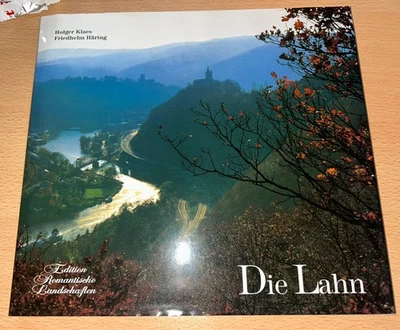 Holger Klaes
Friedhelm Häring
Edition
Romantische
Landschaften
Die Lahn